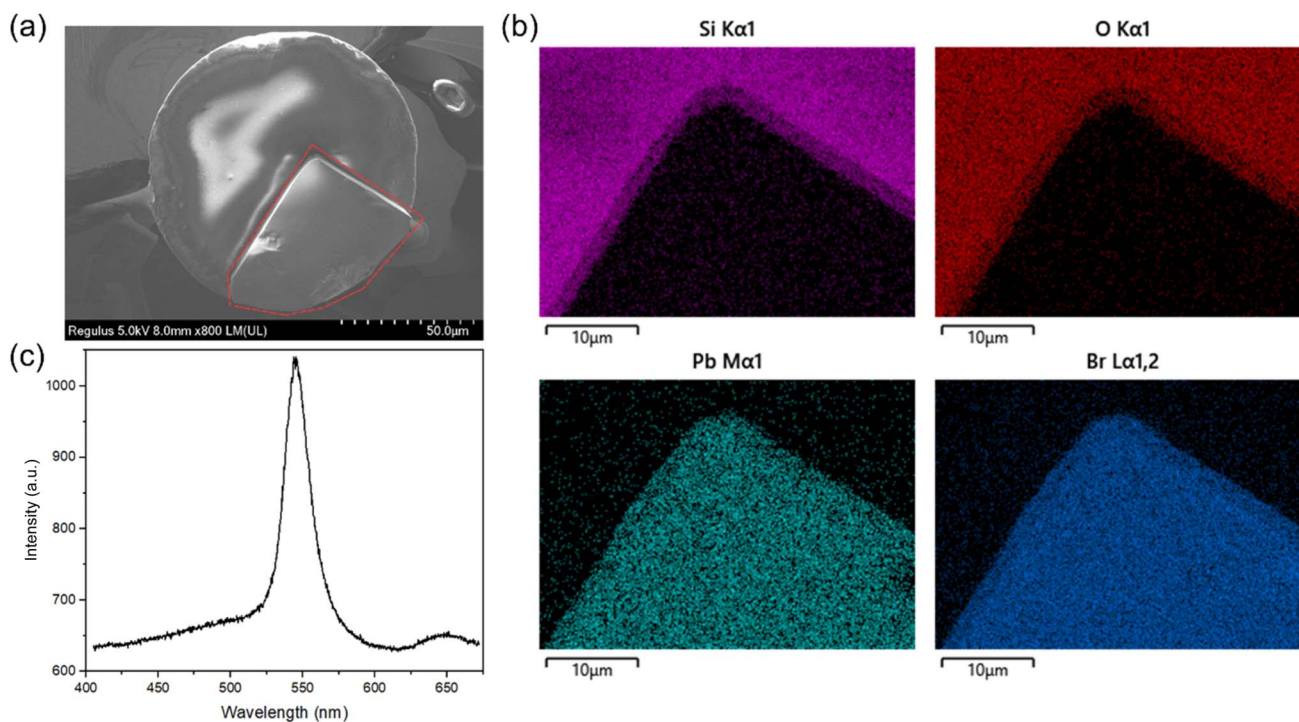 (a)
Regulus 5.0kV 8.0mm x800 LM(UL) 50.0µm
(b)
Si Kα1
10µm
O Kα1
10µm
Pb Mα1
10µm
Br Lα1,2
10µm
(c)
Intensity (a.u.)
1000
900
800
700
600
400 450 500 550 600 650
Wavelength (nm)